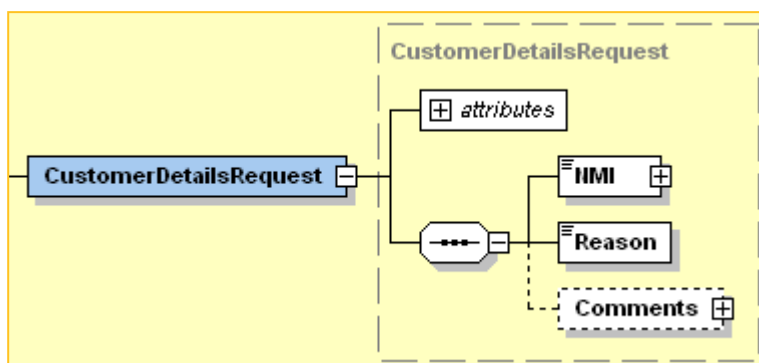 CustomerDetailsRequest
attributes
CustomerDetailsRequest
NMI
Reason
Comments